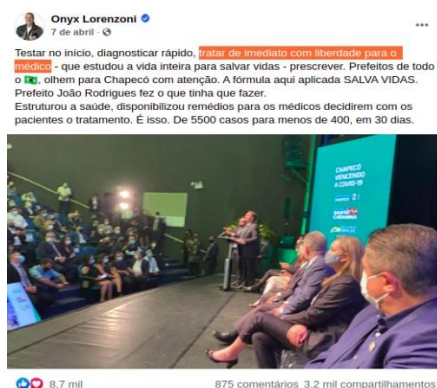 Onyx Lorenzoni
7 de abril ·
Testar no início, diagnosticar rápido, tratar de imediato com liberdade para o
médico - que estudou a vida inteira para salvar vidas - prescrever. Prefeitos de todo
o 🇧🇷, olhem para Chapecó com atenção. A fórmula aqui aplicada SALVA VIDAS.
Prefeito João Rodrigues fez o que tinha que fazer.
Estruturou a saúde, disponibilizou remédios para os médicos decidirem com os
pacientes o tratamento. É isso. De 5500 casos para menos de 400, em 30 dias.
CHAPECÓ
VENCENDO
A COVID-19
8,7 mil
875 comentários 3,2 mil compartilhamentos